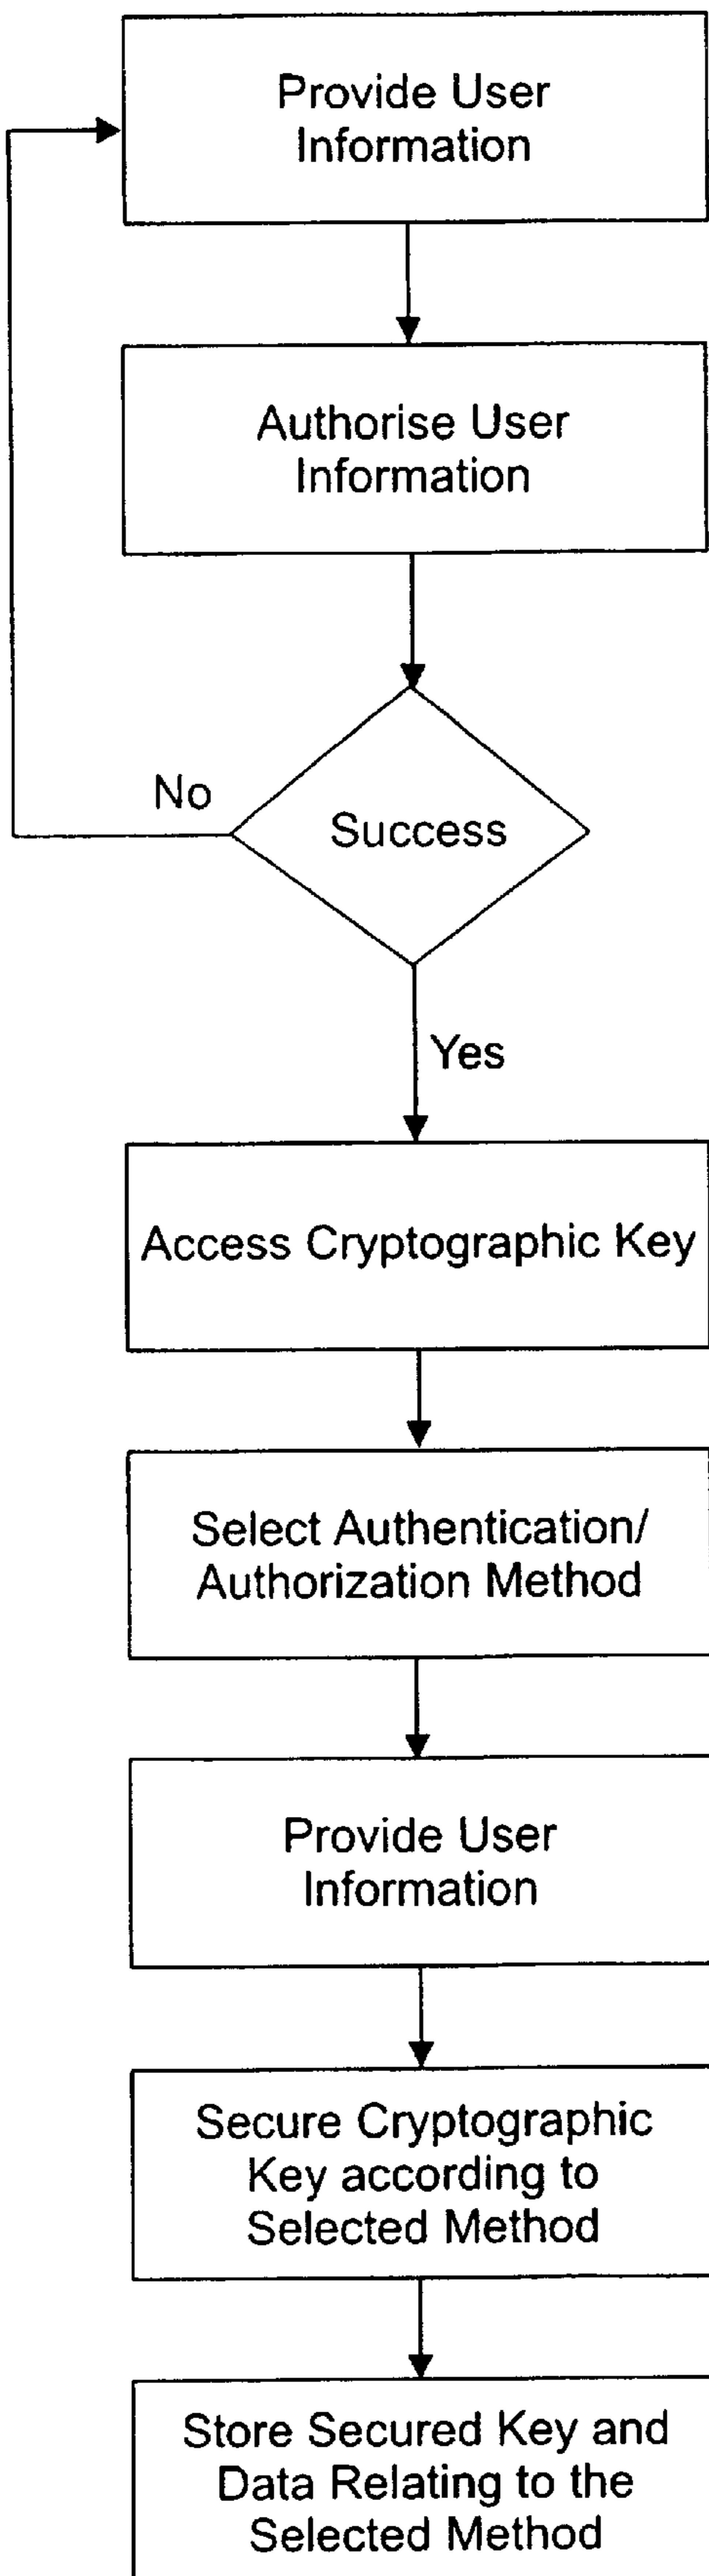 Provide User
Information
Authorise User
Information
No
Success
Yes
Access Cryptographic Key
Select Authentication/
Authorization Method
Provide User
Information
Secure Cryptographic
Key according to
Selected Method
Store Secured Key and
Data Relating to the
Selected Method